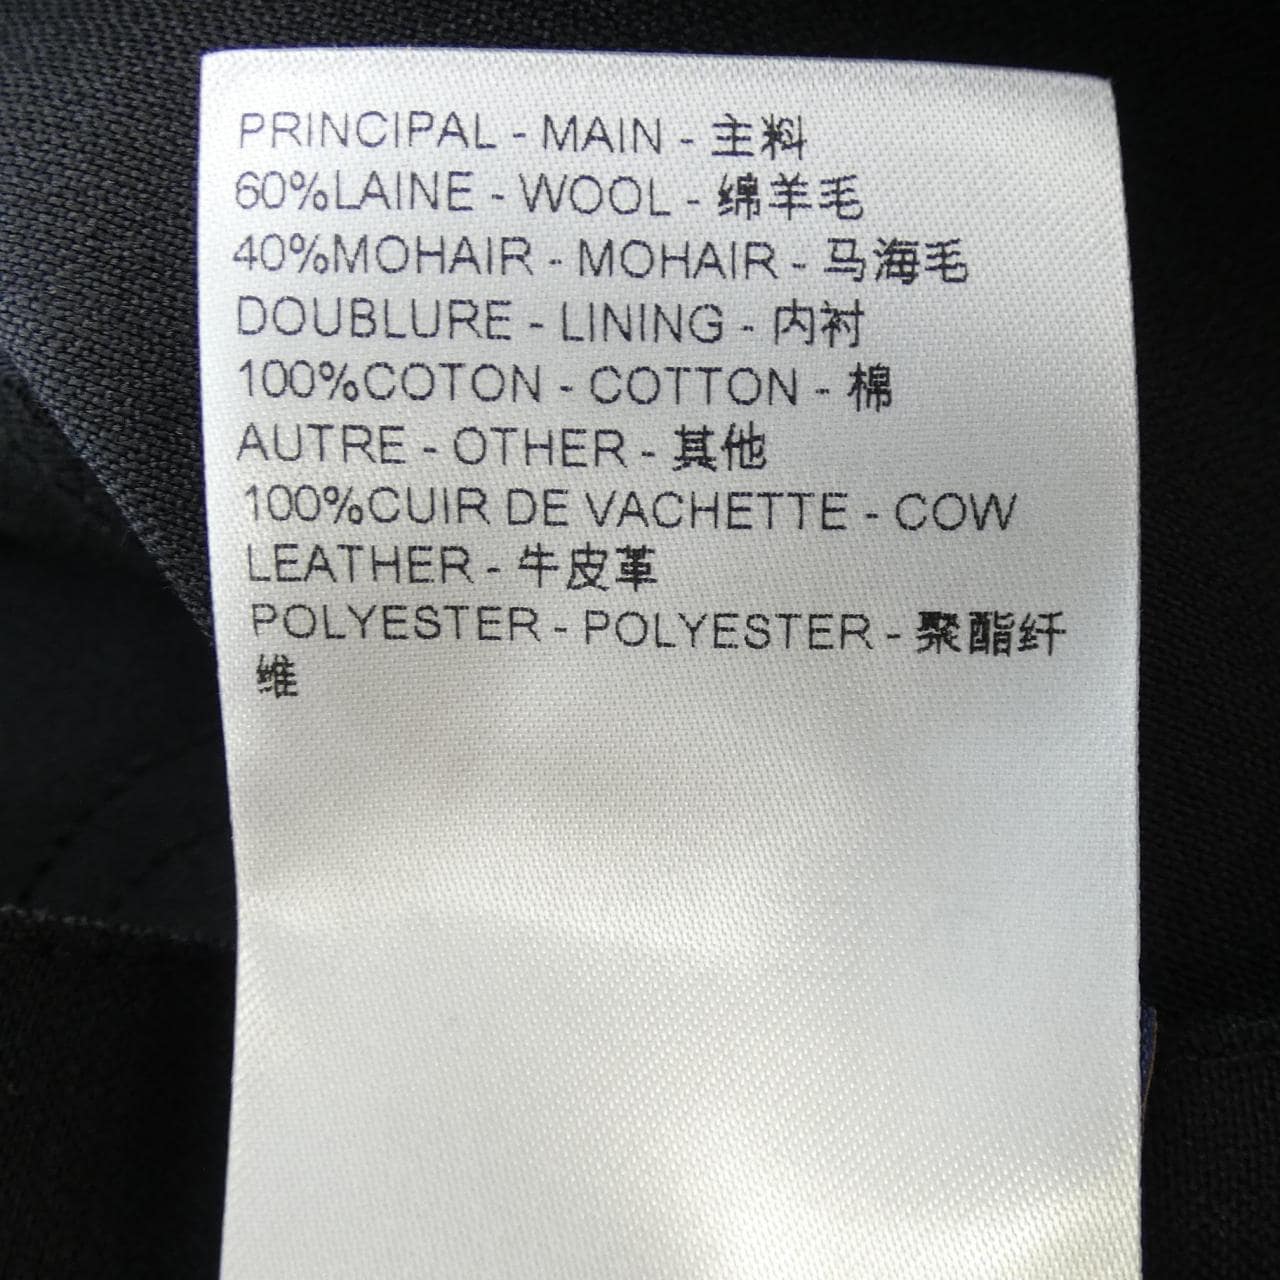 PRINCIPAL - MAIN - 主料
60%LAINE - WOOL - 绵羊毛
40%MOHAIR - MOHAIR - 马海毛
DOUBLURE - LINING - 内衬
100%COTON - COTTON - 棉
AUTRE - OTHER - 其他
100%CUIR DE VACHETTE - COW
LEATHER - 牛皮革
POLYESTER - POLYESTER - 聚酯纤
维